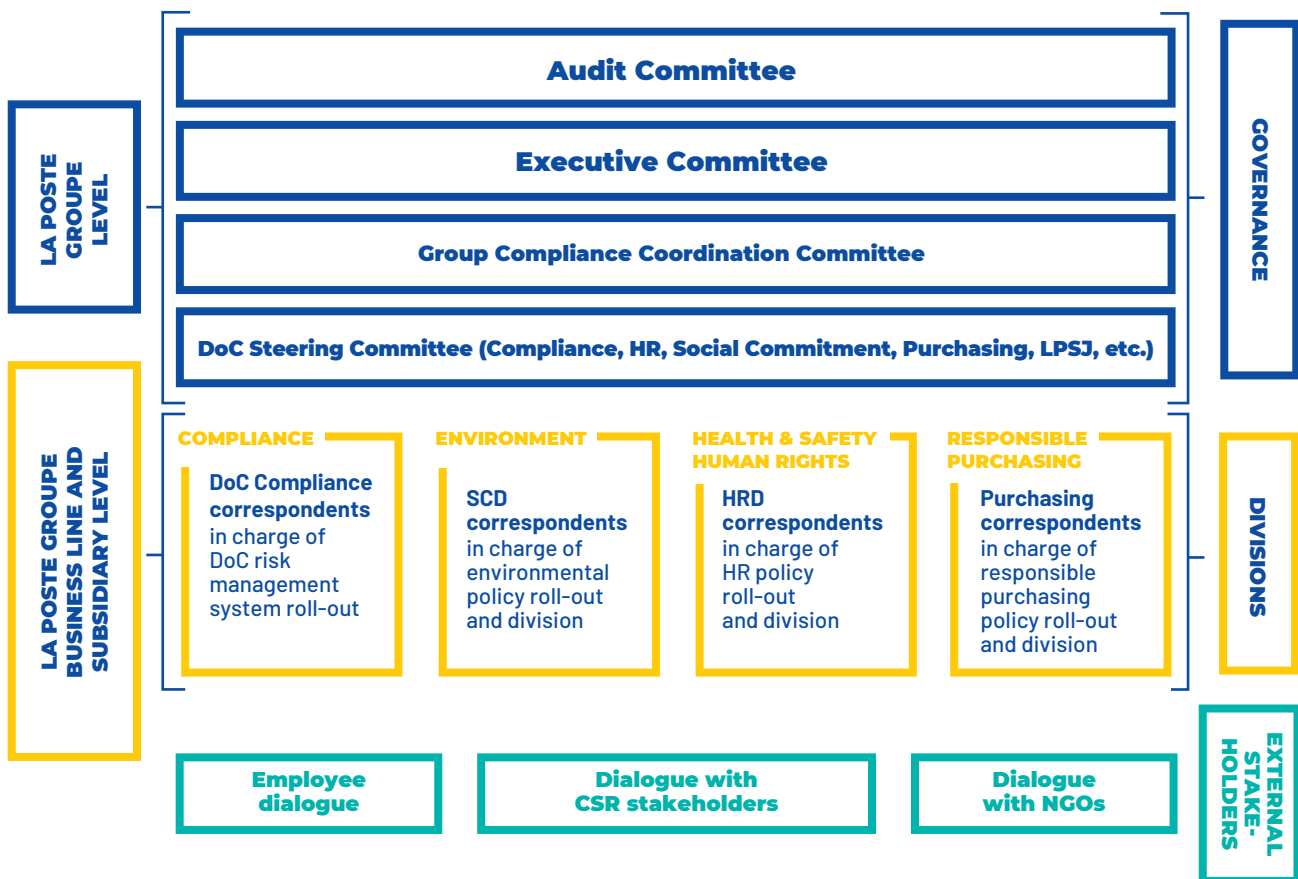 LA POSTE
GROUPE
LEVEL
Audit Committee
Executive Committee
Group Compliance Coordination Committee
DoC Steering Committee (Compliance, HR, Social Commitment, Purchasing, LPSJ, etc.)
GOVERNANCE
LA POSTE GROUPE
BUSINESS LINE AND
SUBSIDIARY LEVEL
COMPLIANCE
DoC Compliance
correspondents
in charge of
DoC risk
management
system roll-out
ENVIRONMENT
SCD
correspondents
in charge of
environmental
policy roll-out
and division
HEALTH & SAFETY
HUMAN RIGHTS
HRD
correspondents
in charge of
HR policy
roll-out
and division
RESPONSIBLE
PURCHASING
Purchasing
correspondents
in charge of
responsible
purchasing
policy roll-out
and division
DIVISIONS
Employee
dialogue
Dialogue with
CSR stakeholders
Dialogue
with NGOs
EXTERNAL
STAKE-
HOLDERS